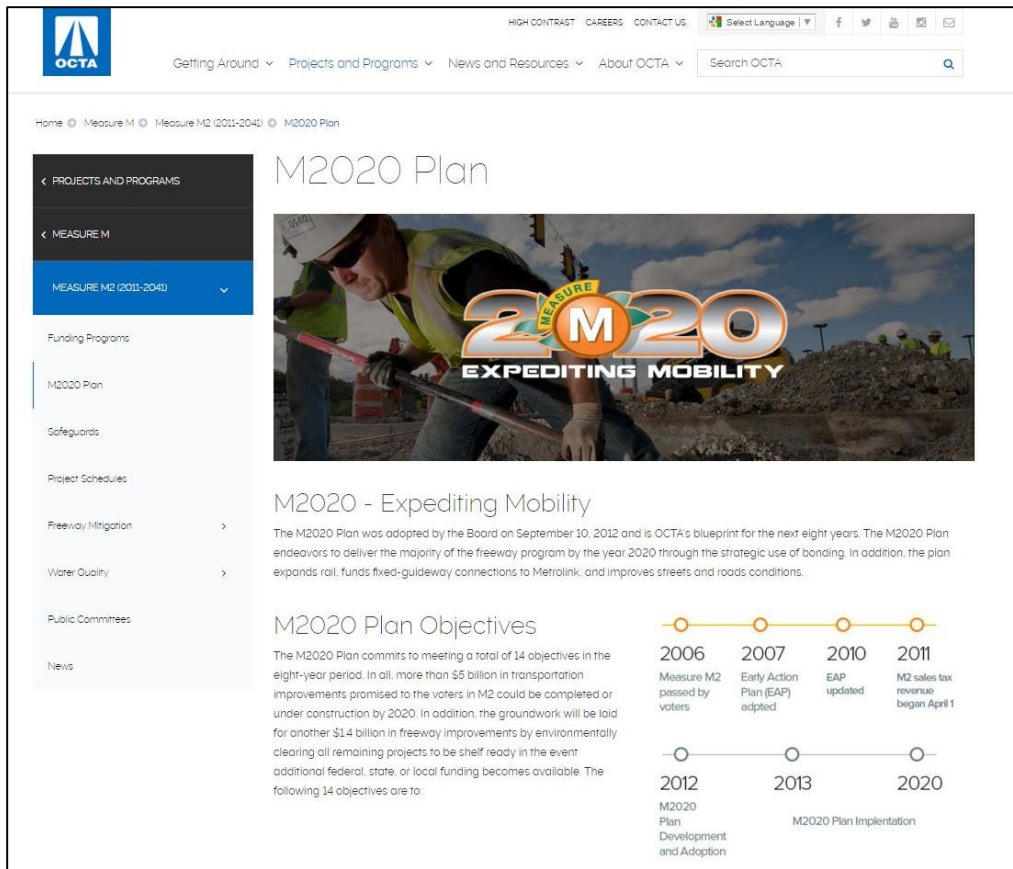 HIGH CONTRAST CAREERS CONTACT US Select Language ▼
OCTA
Getting Around Projects and Programs News and Resources About OCTA Search OCTA
Home Measure M Measure M2 (2011-2041) M2020 Plan
PROJECTS AND PROGRAMS
MEASURE M
MEASURE M2 (2011-2041)
Funding Programs
M2020 Plan
Safeguards
Project Schedules
Freeway Mitigation
Water Quality
Public Committees
News
M2020 Plan
0540
MEASURE
2M20
EXPEDITING MOBILITY
M2020 - Expediting Mobility
The M2020 Plan was adopted by the Board on September 10, 2012 and is OCTA's blueprint for the next eight years. The M2020 Plan
endeavors to deliver the majority of the freeway program by the year 2020 through the strategic use of bonding. In addition, the plan
expands rail, funds fixed-guideway connections to Metrolink, and improves streets and roads conditions.
M2020 Plan Objectives
The M2020 Plan commits to meeting a total of 14 objectives in the
eight-year period. In all, more than $5 billion in transportation
improvements promised to the voters in M2 could be completed or
under construction by 2020. In addition, the groundwork will be laid
for another $1.4 billion in freeway improvements by environmentally
clearing all remaining projects to be shelf ready in the event
additional federal, state, or local funding becomes available. The
following 14 objectives are to:
2006 2007 2010 2011
Measure M2 Early Action EAP M2 sales tax
passed by Plan (EAP) updated revenue
voters adpted began April 1
2012 2013 2020
M2020
Plan M2020 Plan Implentation
Development
and Adoption